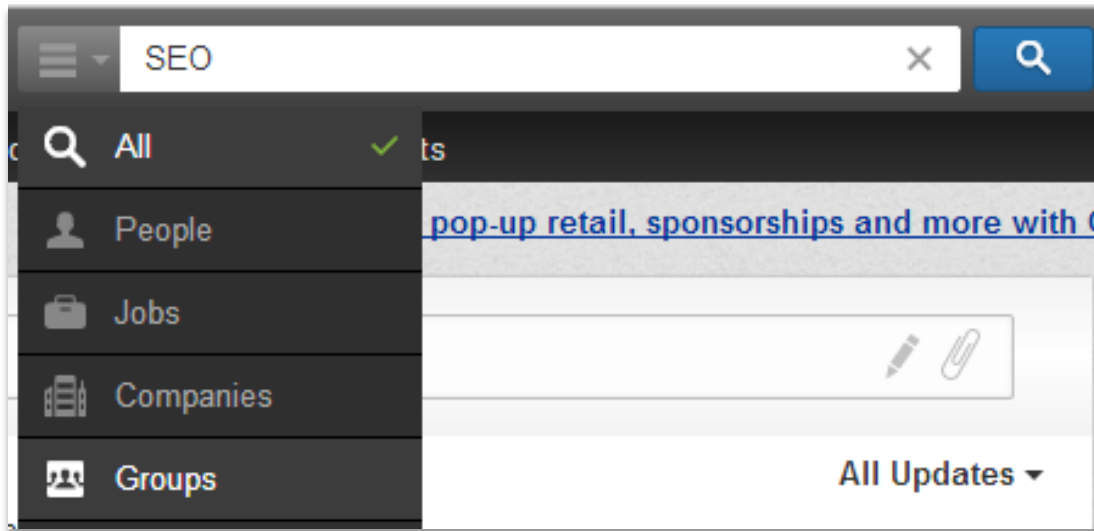 SEO
All
ts
People
pop-up retail, sponsorships and more with
Jobs
Companies
Groups
All Updates